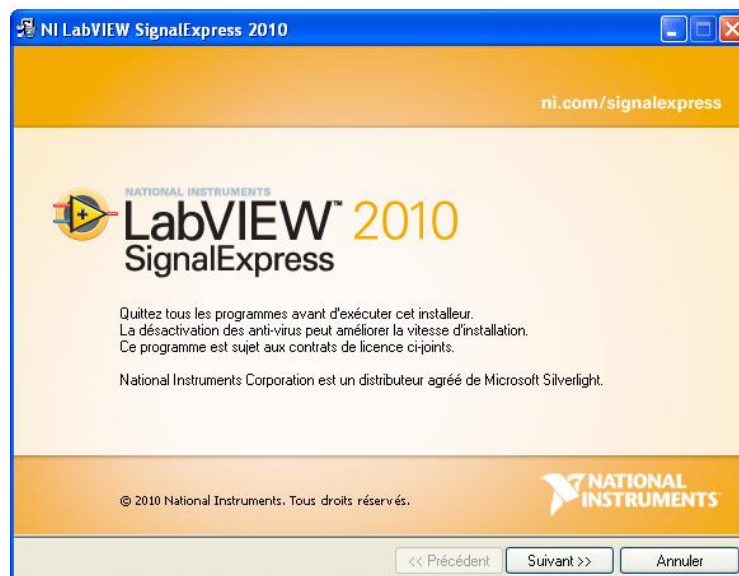 NI LabVIEW SignalExpress 2010
ni.com/signalexpress
NATIONAL INSTRUMENTS
LabVIEW™ 2010
SignalExpress
Quittez tous les programmes avant d'exécuter cet installeur.
La désactivation des anti-virus peut améliorer la vitesse d'installation.
Ce programme est sujet aux contrats de licence ci-joints.
National Instruments Corporation est un distributeur agréé de Microsoft Silverlight.
© 2010 National Instruments. Tous droits réservés.
NATIONAL
INSTRUMENTS
<< Précédent Suivant >> Annuler